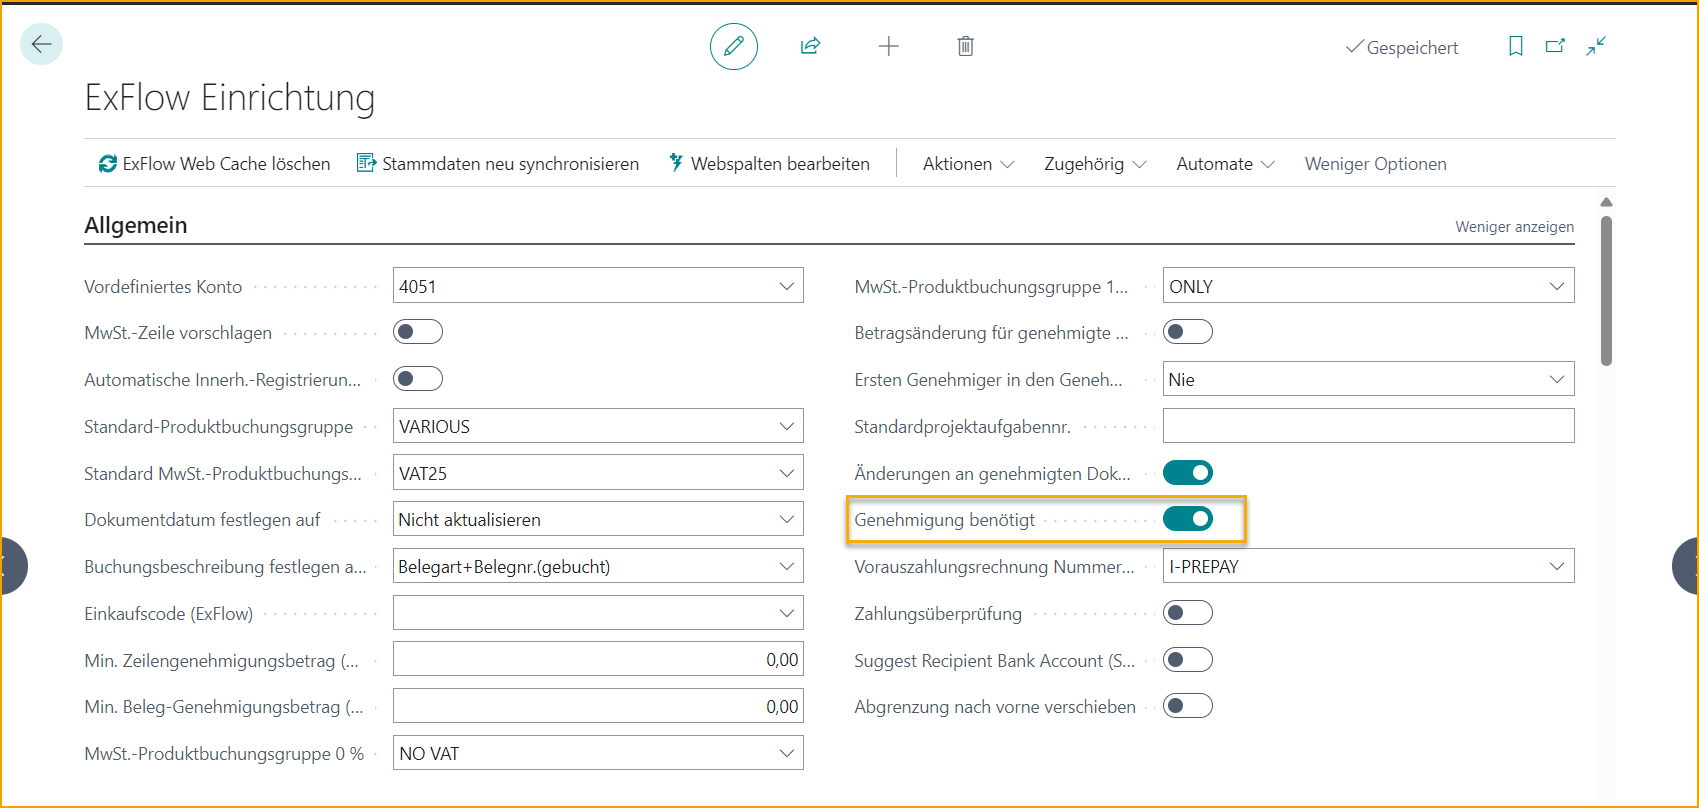 Gespeichert
ExFlow Einrichtung
ExFlow Web Cache löschen Stammdaten neu synchronisieren Webspalten bearbeiten Aktionen Zugehörig Automate Weniger Optionen
Allgemein Weniger anzeigen
Vordefiniertes Konto 4051
MwSt.-Zeile vorschlagen
Automatische Innerh.-Registrierun...
Standard-Produktbuchungsgruppe VARIOUS
Standard MwSt.-Produktbuchungs... VAT25
Dokumentdatum festlegen auf Nicht aktualisieren
Buchungsbeschreibung festlegen a... Belegart+Belegnr.(gebucht)
Einkaufscode (ExFlow)
Min. Zeilengenehmigungsbetrag (... 0,00
Min. Beleg-Genehmigungsbetrag (... 0,00
MwSt.-Produktbuchungsgruppe 0 % NO VAT
MwSt.-Produktbuchungsgruppe 1... ONLY
Betragsänderung für genehmigte ...
Ersten Genehmiger in den Geneh... Nie
Standardprojektaufgabennr.
Änderungen an genehmigten Dok...
Genehmigung benötigt
Vorauszahlungsrechnung Nummer... I-PREPAY
Zahlungsüberprüfung
Suggest Recipient Bank Account (S...
Abgrenzung nach vorne verschieben